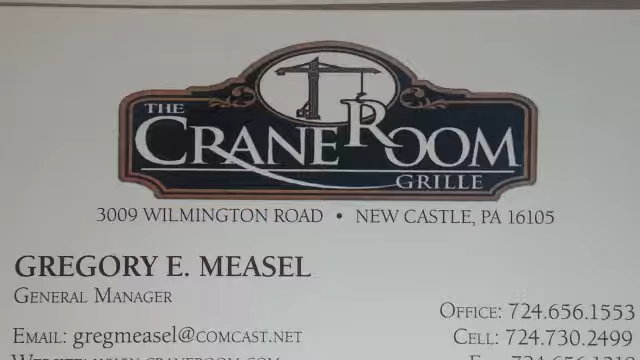 THE
CRANE ROOM
GRILLE
3009 WILMINGTON ROAD • NEW CASTLE, PA 16105
GREGORY E. MEASEL
GENERAL MANAGER
OFFICE: 724.656.1553
EMAIL: gregmeasel@COMCAST.NET
CELL: 724.730.2499